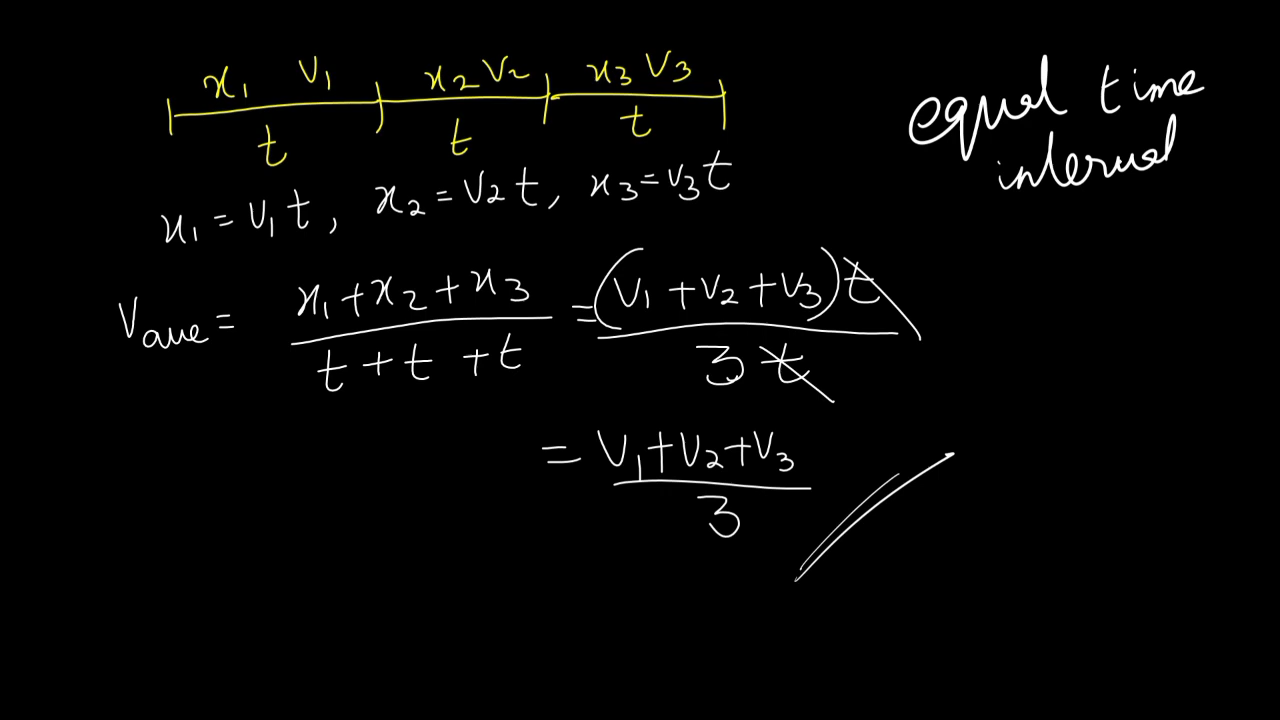 x₁ v₁ x₂ v₂ x₃ v₃
t t t
equal time
interval
x₁ = v₁t, x₂ = v₂t, x₃ = v₃t
Vave = (x₁+x₂+x₃)/(t+t+t) = (v₁+v₂+v₃)t/3t
= (v₁+v₂+v₃)/3